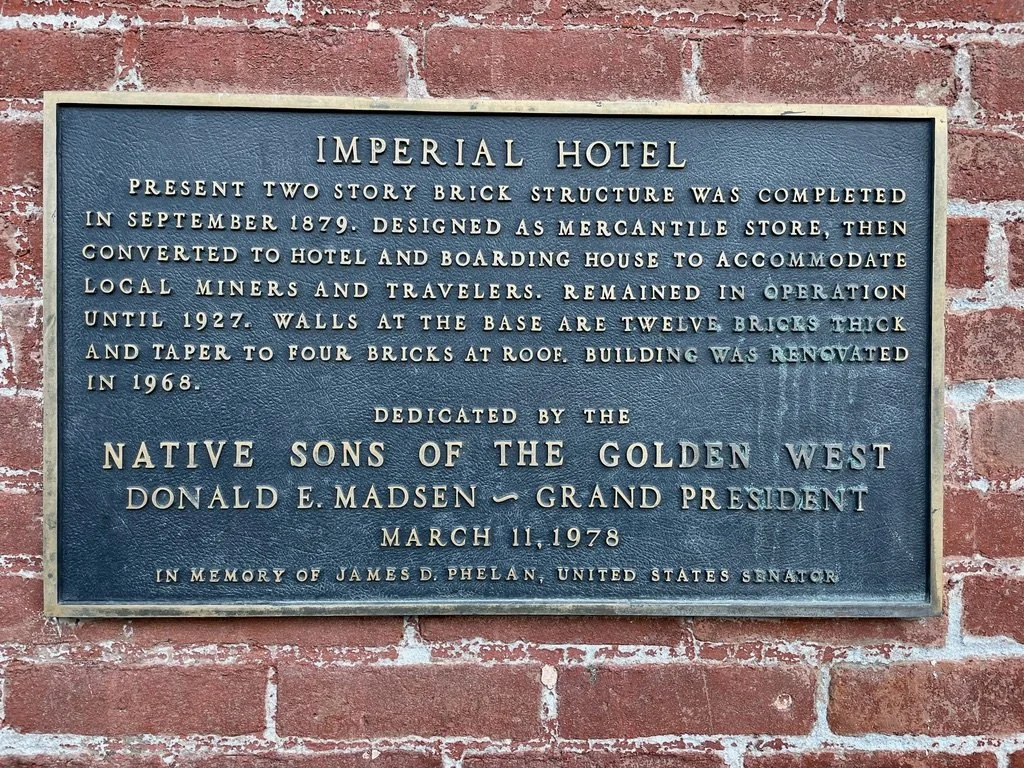 IMPERIAL HOTEL
PRESENT TWO STORY BRICK STRUCTURE WAS COMPLETED
IN SEPTEMBER 1879. DESIGNED AS MERCANTILE STORE, THEN
CONVERTED TO HOTEL AND BOARDING HOUSE TO ACCOMMODATE
LOCAL MINERS AND TRAVELERS. REMAINED IN OPERATION
UNTIL 1927. WALLS AT THE BASE ARE TWELVE BRICKS THICK
AND TAPER TO FOUR BRICKS AT ROOF. BUILDING WAS RENOVATED
IN 1968.
DEDICATED BY THE
NATIVE SONS OF THE GOLDEN WEST
DONALD E. MADSEN ~ GRAND PRESIDENT
MARCH 11, 1978
IN MEMORY OF JAMES D. PHELAN, UNITED STATES SENATOR